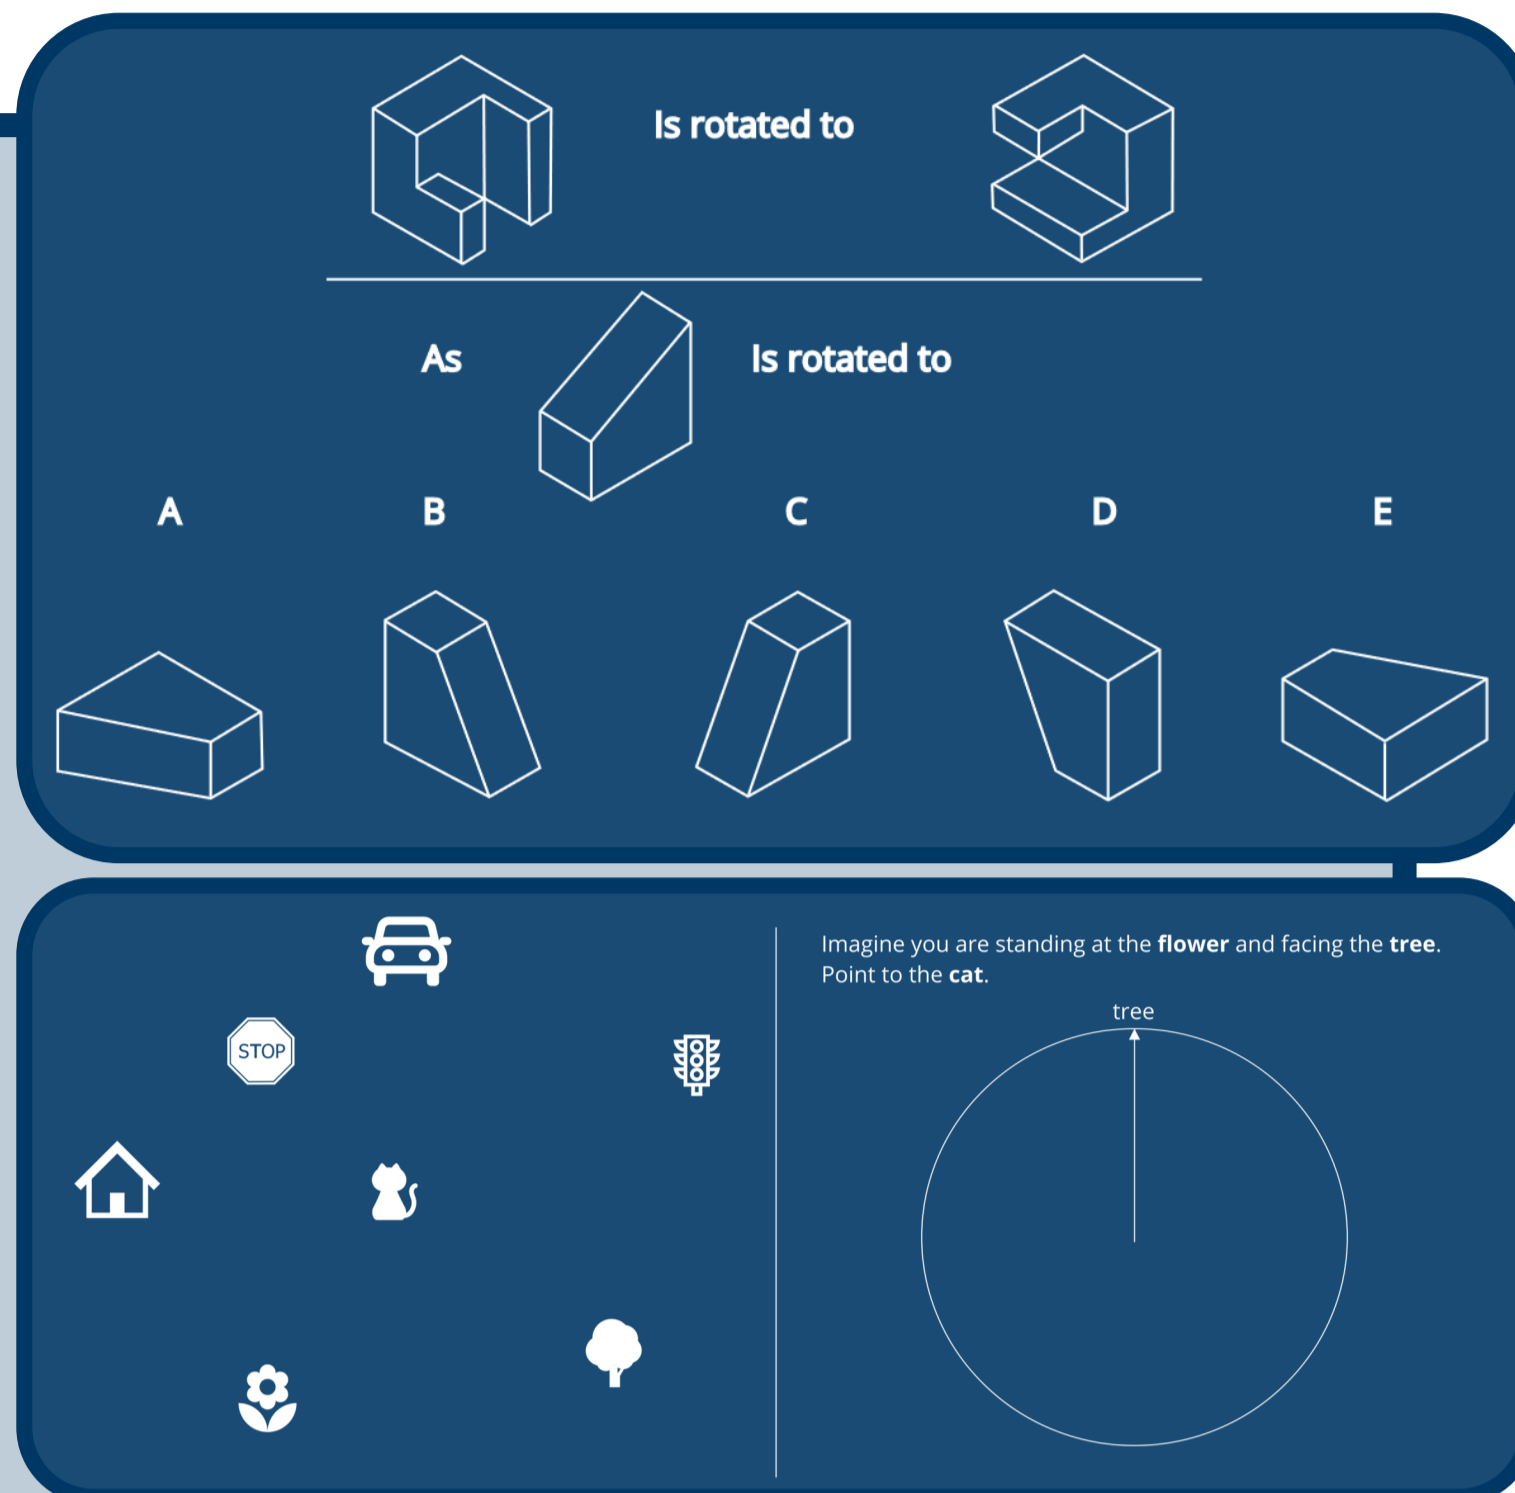 Is rotated to
As
Is rotated to
A
B
C
D
E
STOP
Imagine you are standing at the flower and facing the tree.
Point to the cat.
tree